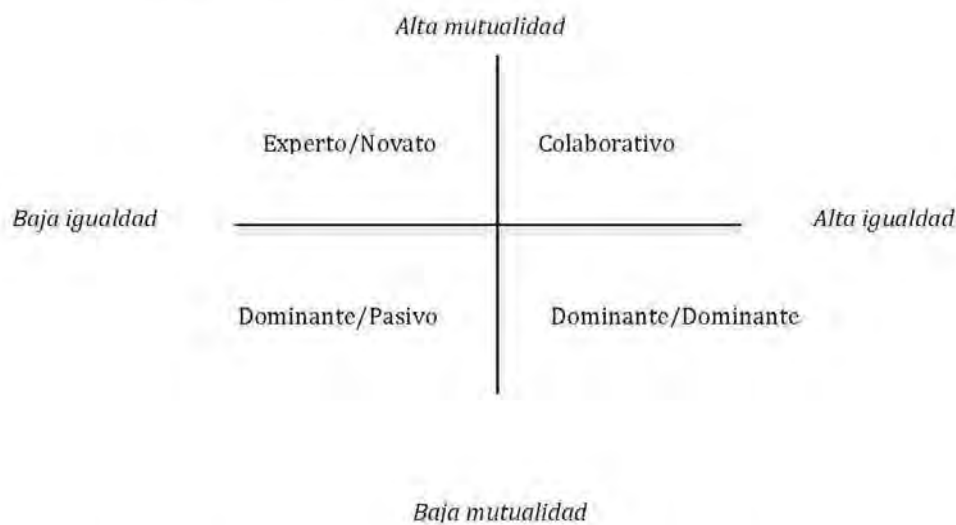 Alta mutualidad
Experto/Novato Colaborativo
Baja igualdad Alta igualdad
Dominante/Pasivo Dominante/Dominante
Baja mutualidad